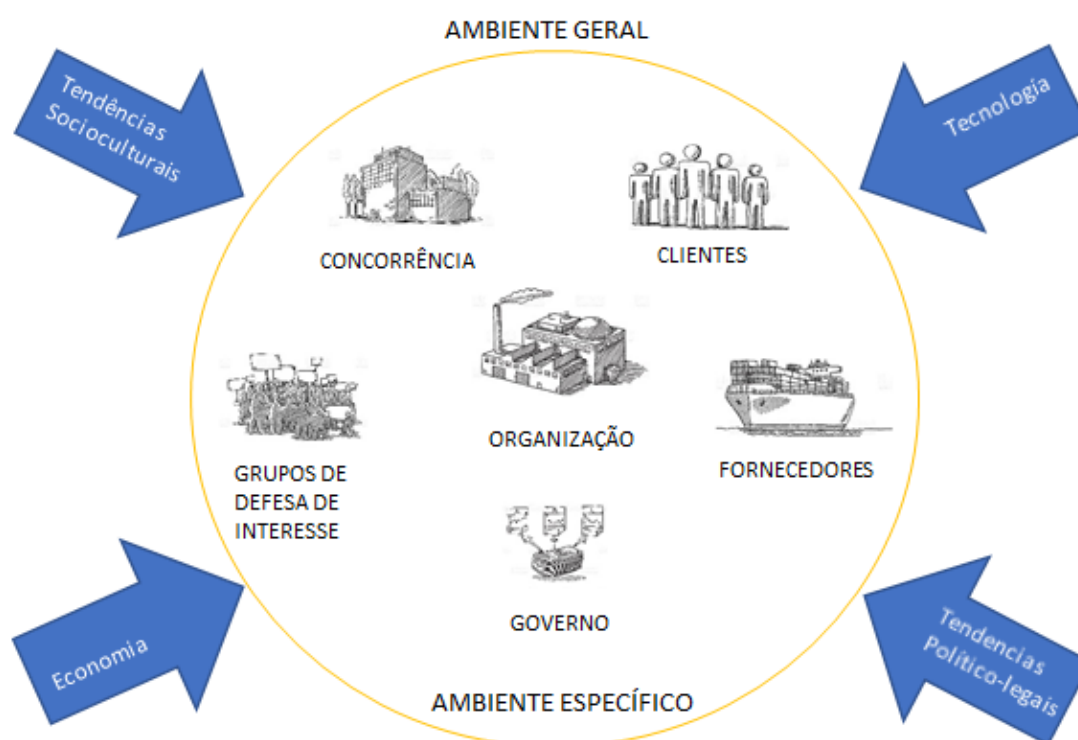 AMBIENTE GERAL
Tendências
Socioculturais
Tecnologia
CONCORRÊNCIA
CLIENTES
ORGANIZAÇÃO
GRUPOS DE
DEFESA DE
INTERESSE
FORNECEDORES
GOVERNO
Economia
Tendencias
Político-legais
AMBIENTE ESPECÍFICO